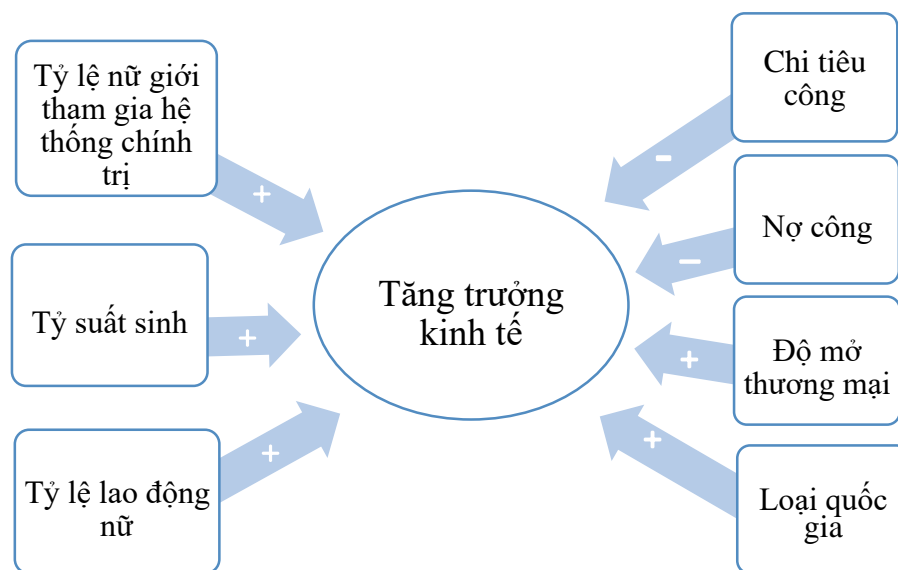 Tỷ lệ nữ giới
tham gia hệ
thống chính
trị
+
Tỷ suất sinh
+
Tỷ lệ lao động
nữ
+
Tăng trưởng
kinh tế
Chi tiêu
công
−
Nợ công
−
Độ mở
thương mại
+
Loại quốc
gia
+